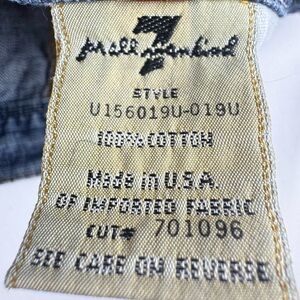 7
for all mankind
STYLE
U156019U-019U
100% COTTON
MADE IN U.S.A.
OF IMPORTED FABRIC
CUT# 701096
SEE CARE ON REVERSE